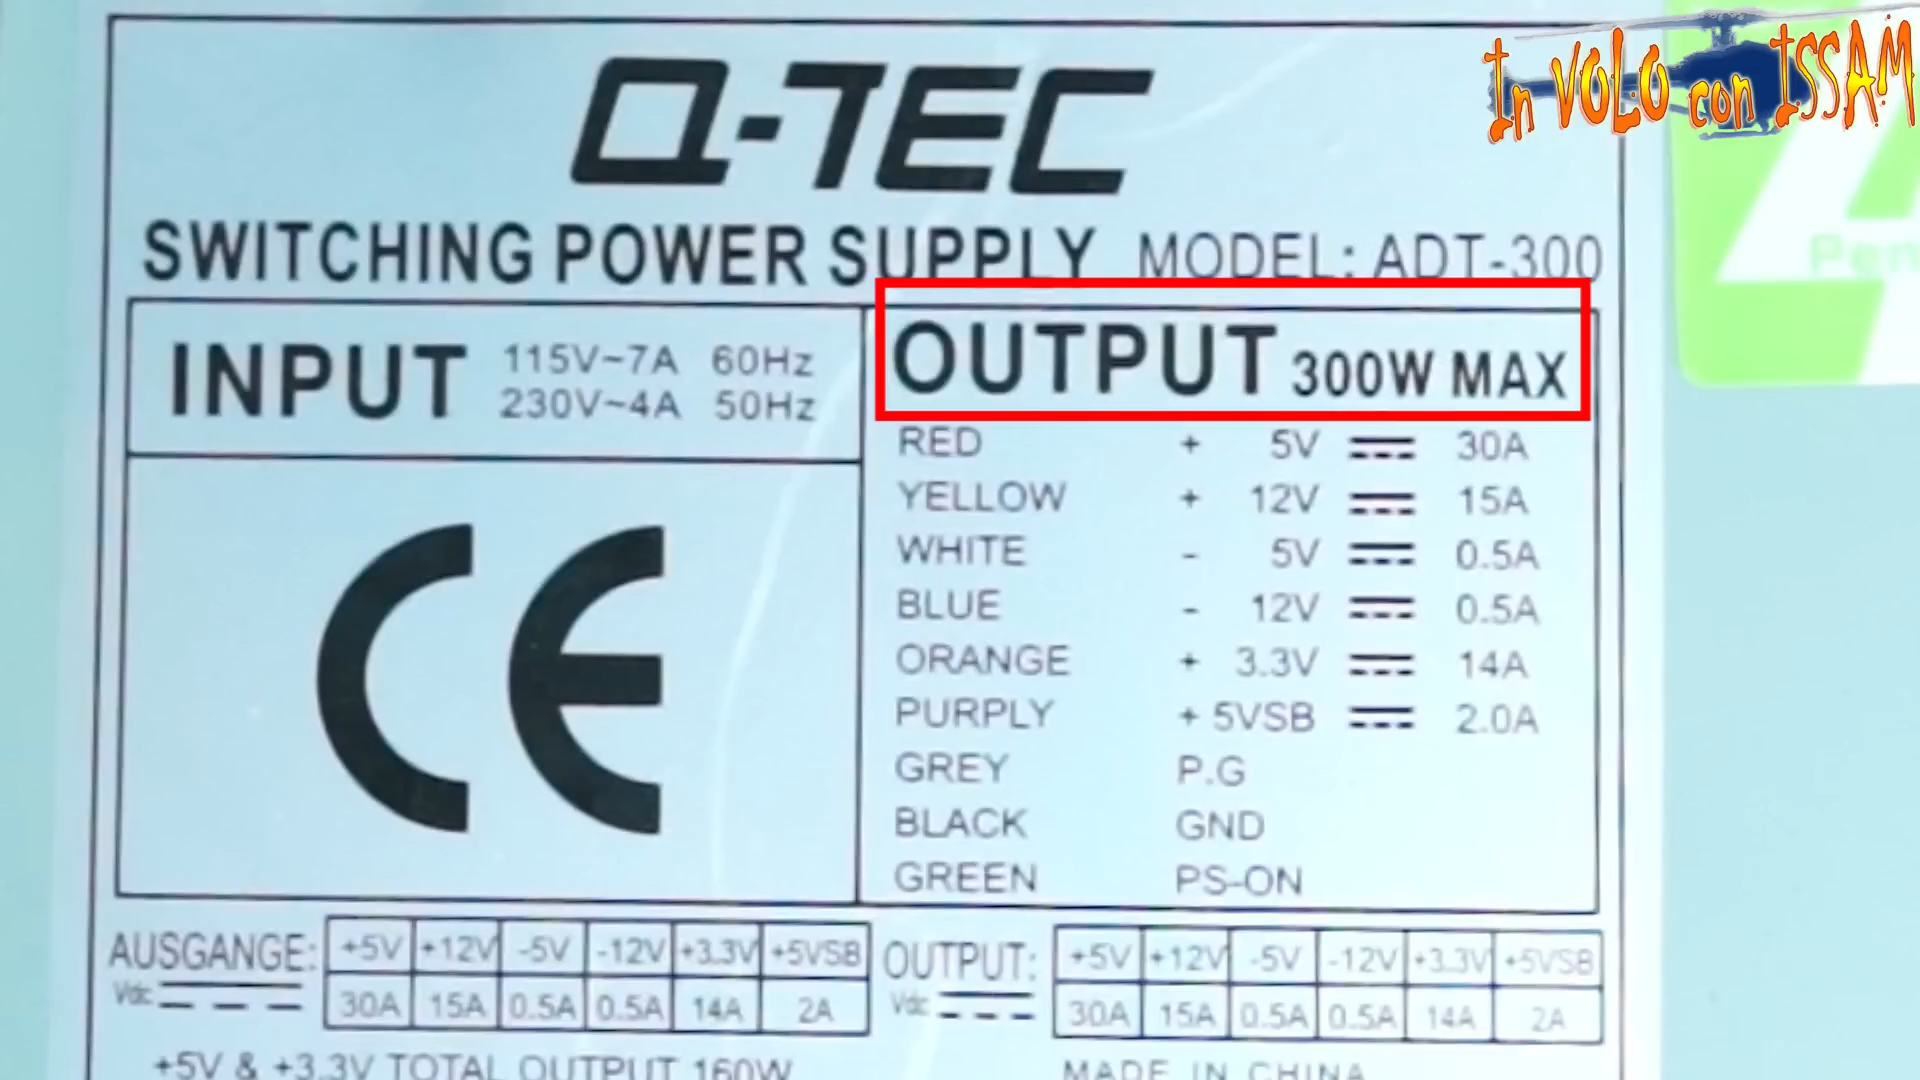 In VOLO con ISSAM
Q-TEC
SWITCHING POWER SUPPLY MODEL: ADT-300
INPUT 115V~7A 60Hz
230V~4A 50Hz
OUTPUT 300W MAX
RED + 5V 30A
YELLOW + 12V 15A
WHITE - 5V 0.5A
BLUE - 12V 0.5A
ORANGE + 3.3V 14A
PURPLY + 5VSB 2.0A
GREY P.G
BLACK GND
GREEN PS-ON
CE
AUSGANGE: +5V +12V -5V -12V +3.3V +5VSB
Vdc 30A 15A 0.5A 0.5A 14A 2A
OUTPUT: +5V +12V -5V -12V +3.3V +5VSB
Vdc 30A 15A 0.5A 0.5A 14A 2A
+5V & +3.3V TOTAL OUTPUT 160W
MADE IN CHINA
4